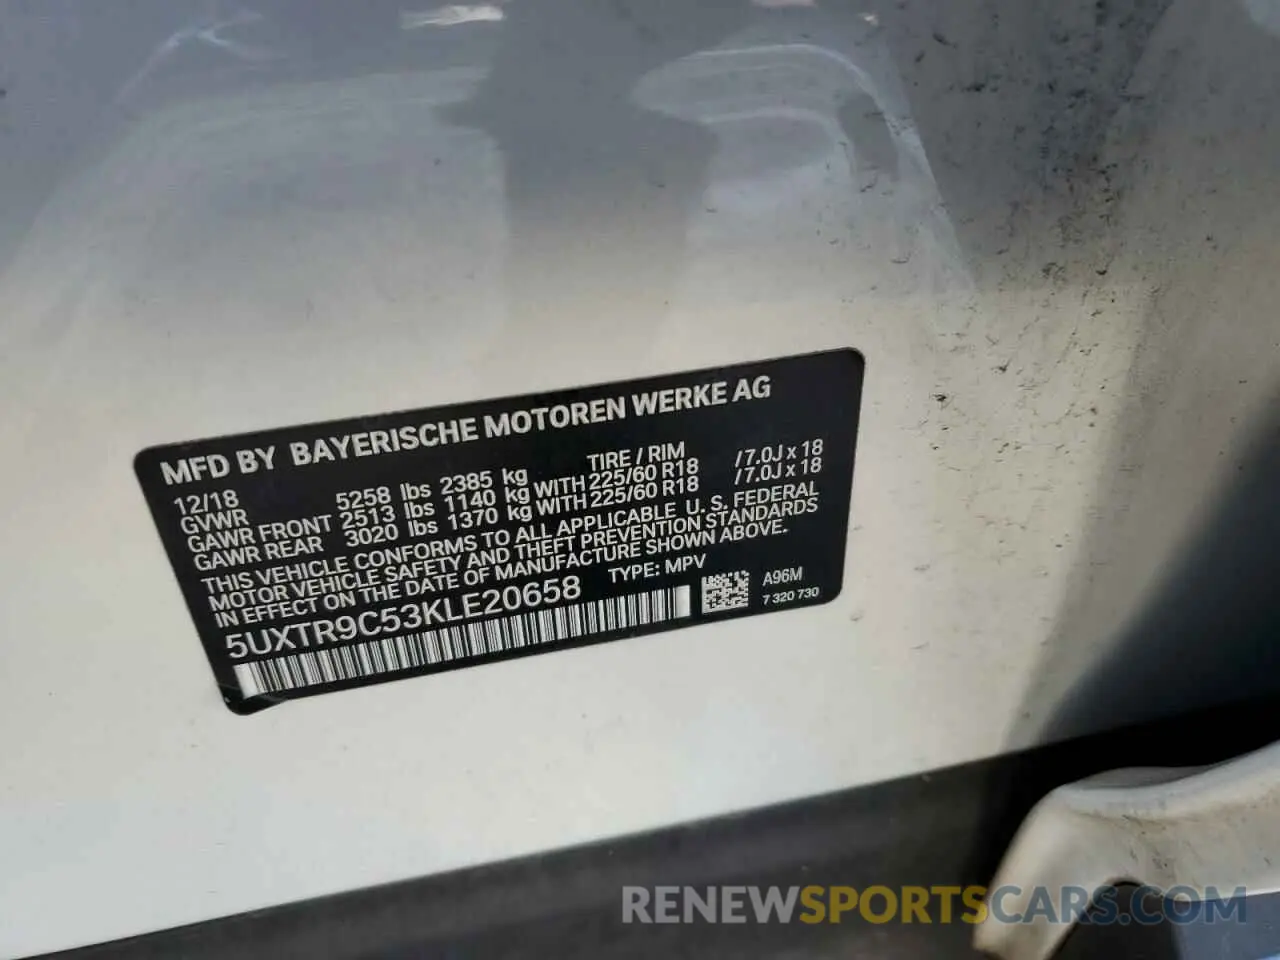 MFD BY BAYERISCHE MOTOREN WERKE AG
12/18 TIRE / RIM
GVWR 5258 lbs 2385 kg
GAWR FRONT 2513 lbs 1140 kg WITH 225/60 R18 /7.0J x 18
GAWR REAR 3020 lbs 1370 kg WITH 225/60 R18 /7.0J x 18
THIS VEHICLE CONFORMS TO ALL APPLICABLE U. S. FEDERAL
MOTOR VEHICLE SAFETY AND THEFT PREVENTION STANDARDS
IN EFFECT ON THE DATE OF MANUFACTURE SHOWN ABOVE.
5UXTR9C53KLE20658 TYPE: MPV
A96M
7 320 730
RENEWSPORTSCARS.COM